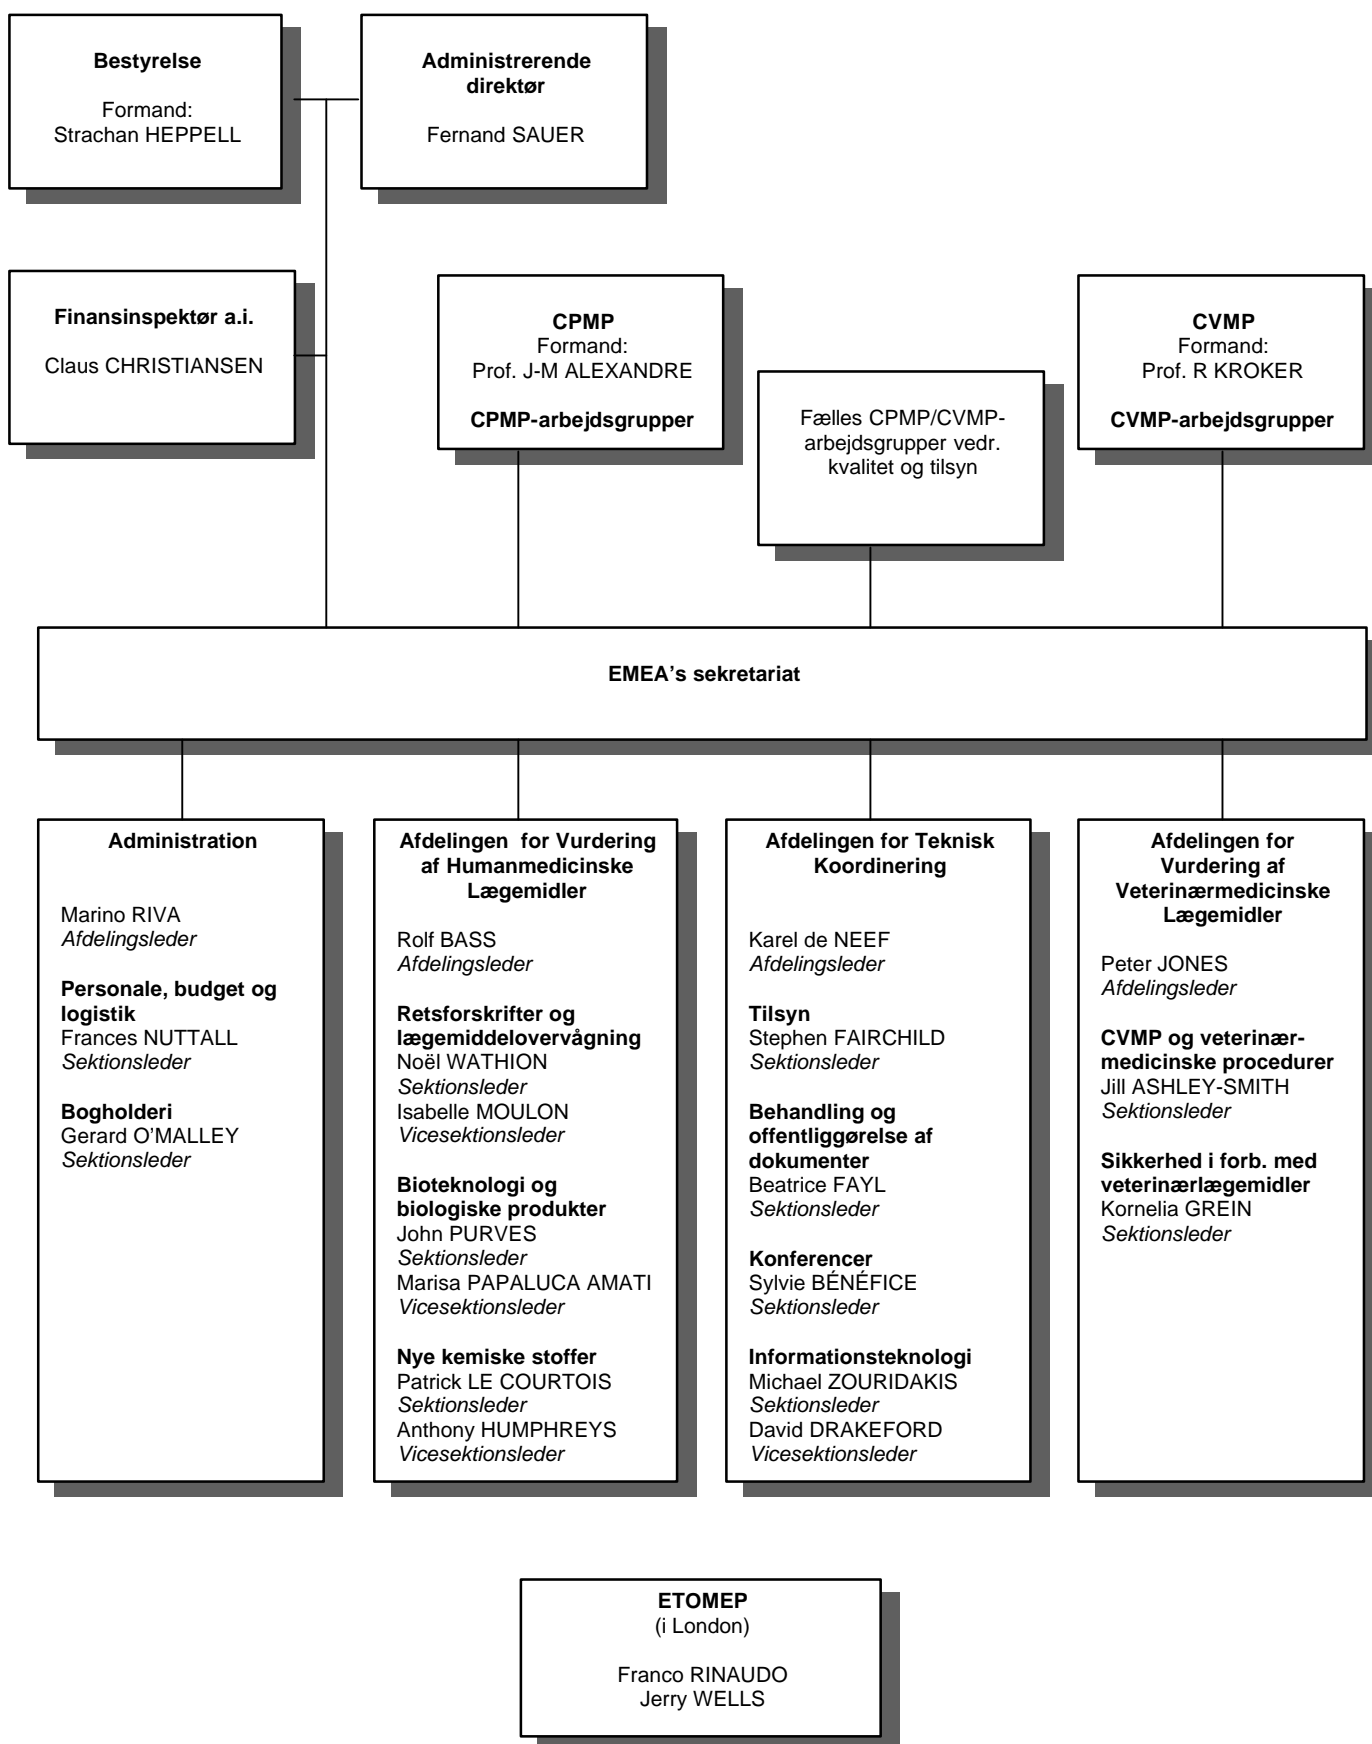 Bestyrelse
Formand:
Strachan HEPPELL
Administrerende
direktør
Fernand SAUER
Finansinspektør a.i.
Claus CHRISTIANSEN
CPMP
Formand:
Prof. J-M ALEXANDRE
CPMP-arbejdsgrupper
Fælles CPMP/CVMP-
arbejdsgrupper vedr.
kvalitet og tilsyn
CVMP
Formand:
Prof. R KROKER
CVMP-arbejdsgrupper
EMEA's sekretariat
Administration
Marino RIVA
Afdelingsleder
Personale, budget og
logistik
Frances NUTTALL
Sektionsleder
Bogholderi
Gerard O'MALLEY
Sektionsleder
Afdelingen for Vurdering
af Humanmedicinske
Lægemidler
Rolf BASS
Afdelingsleder
Retsforskrifter og
lægemiddelovervågning
Noël WATHION
Sektionsleder
Isabelle MOULON
Vicesektionsleder
Bioteknologi og
biologiske produkter
John PURVES
Sektionsleder
Marisa PAPALUCA AMATI
Vicesektionsleder
Nye kemiske stoffer
Patrick LE COURTOIS
Sektionsleder
Anthony HUMPHREYS
Vicesektionsleder
Afdelingen for Teknisk
Koordinering
Karel de NEEF
Afdelingsleder
Tilsyn
Stephen FAIRCHILD
Sektionsleder
Behandling og
offentliggørelse af
dokumenter
Beatrice FAYL
Sektionsleder
Konferencer
Sylvie BÉNÉFICE
Sektionsleder
Informationsteknologi
Michael ZOURIDAKIS
Sektionsleder
David DRAKEFORD
Vicesektionsleder
Afdelingen for
Vurdering af
Veterinærmedicinske
Lægemidler
Peter JONES
Afdelingsleder
CVMP og veterinær-
medicinske procedurer
Jill ASHLEY-SMITH
Sektionsleder
Sikkerhed i forb. med
veterinærlægemidler
Kornelia GREIN
Sektionsleder
ETOMEP
(i London)
Franco RINAUDO
Jerry WELLS